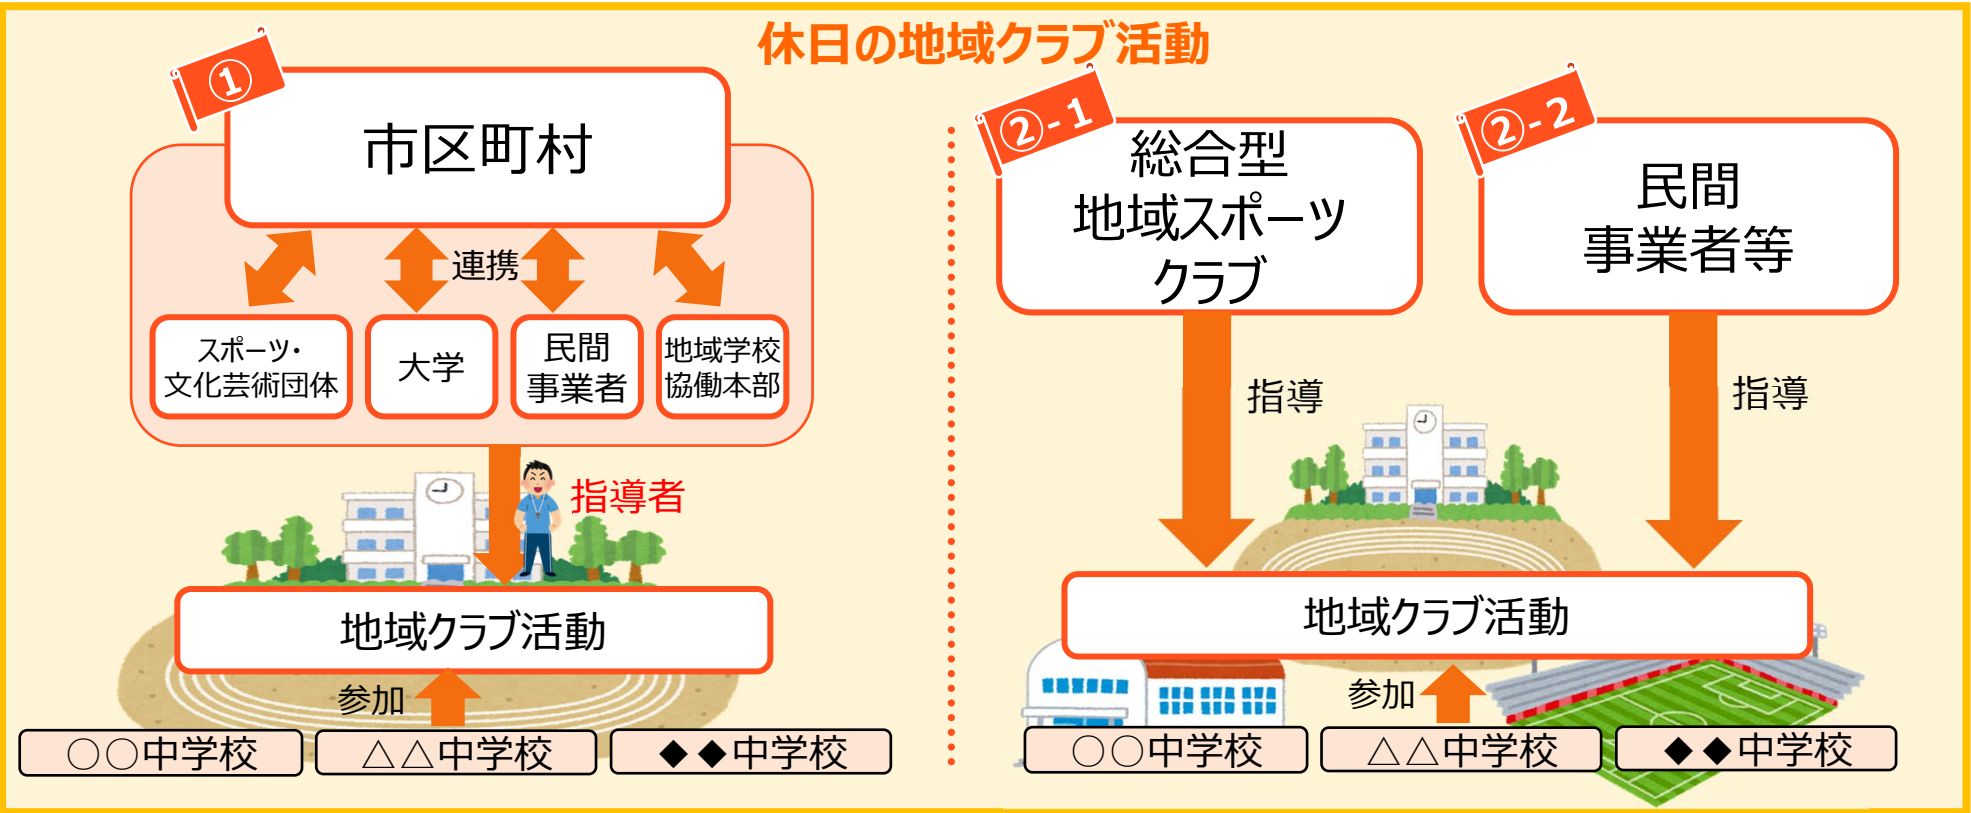 休日の地域クラブ活動
①
市区町村
連携
スポーツ・
文化芸術団体
大学
民間
事業者
地域学校
協働本部
指導者
地域クラブ活動
参加
○○中学校
△△中学校
◆◆中学校
②-1
総合型
地域スポーツ
クラブ
②-2
民間
事業者等
指導
指導
地域クラブ活動
参加
○○中学校
△△中学校
◆◆中学校